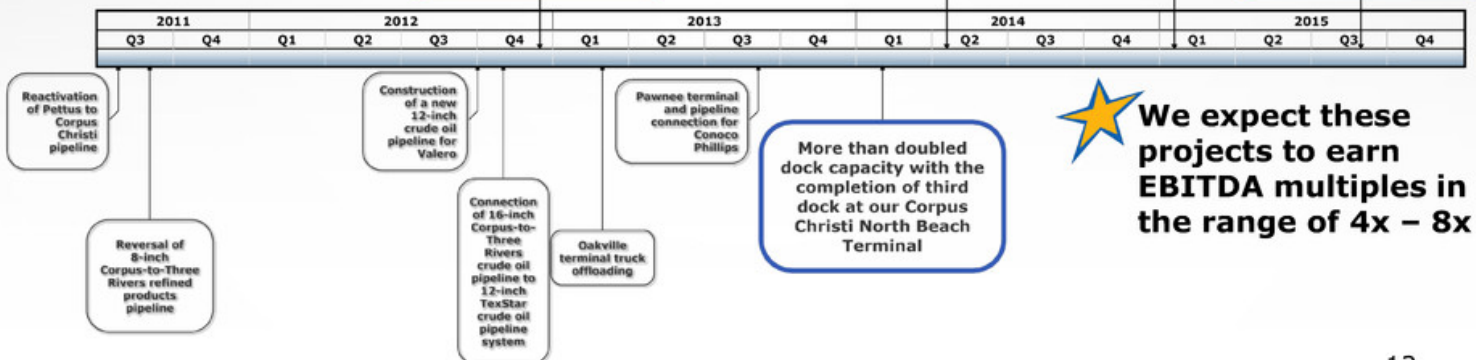 2011 2012 2013 2014 2015
Q3 Q4 Q1 Q2 Q3 Q4 Q1 Q2 Q3 Q4 Q1 Q2 Q3 Q4 Q1 Q2 Q3 Q4
Reactivation
of Pettus to
Corpus
Christi
pipeline
Reversal of
8-inch
Corpus-to-Three
Rivers refined
products
pipeline
Construction
of a new
12-inch
crude oil
pipeline for
Valero
Connection
of 16-inch
Corpus-to-
Three
Rivers
crude oil
pipeline to
12-inch
TexStar
crude oil
pipeline
system
Oakville
terminal truck
offloading
Pawnee terminal
and pipeline
connection for
Conoco
Phillips
More than doubled
dock capacity with the
completion of third
dock at our Corpus
Christi North Beach
Terminal
We expect these
projects to earn
EBITDA multiples in
the range of 4x – 8x